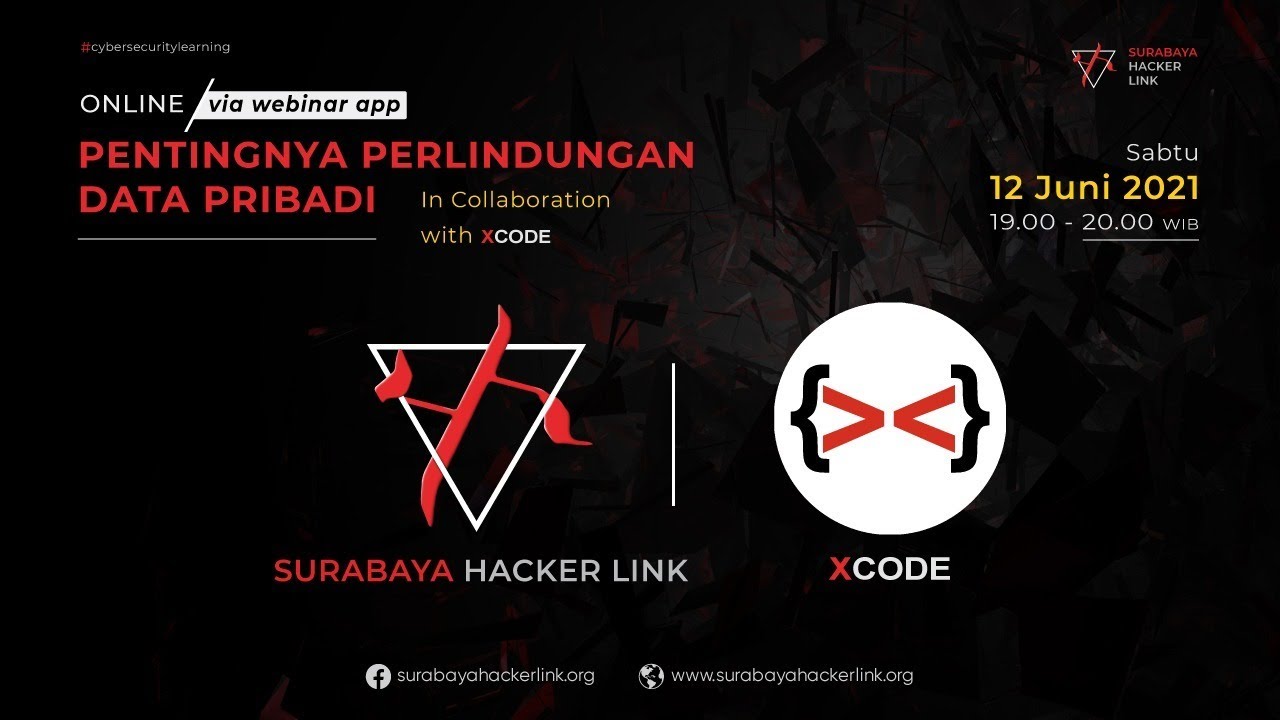 #cybersecuritylearning
SURABAYA
HACKER
LINK
ONLINE via webinar app
PENTINGNYA PERLINDUNGAN
DATA PRIBADI
In Collaboration
with XCODE
Sabtu
12 Juni 2021
19.00 - 20.00 WIB
{><}
SURABAYA HACKER LINK
XCODE
surabayahackerlink.org
www.surabayahackerlink.org